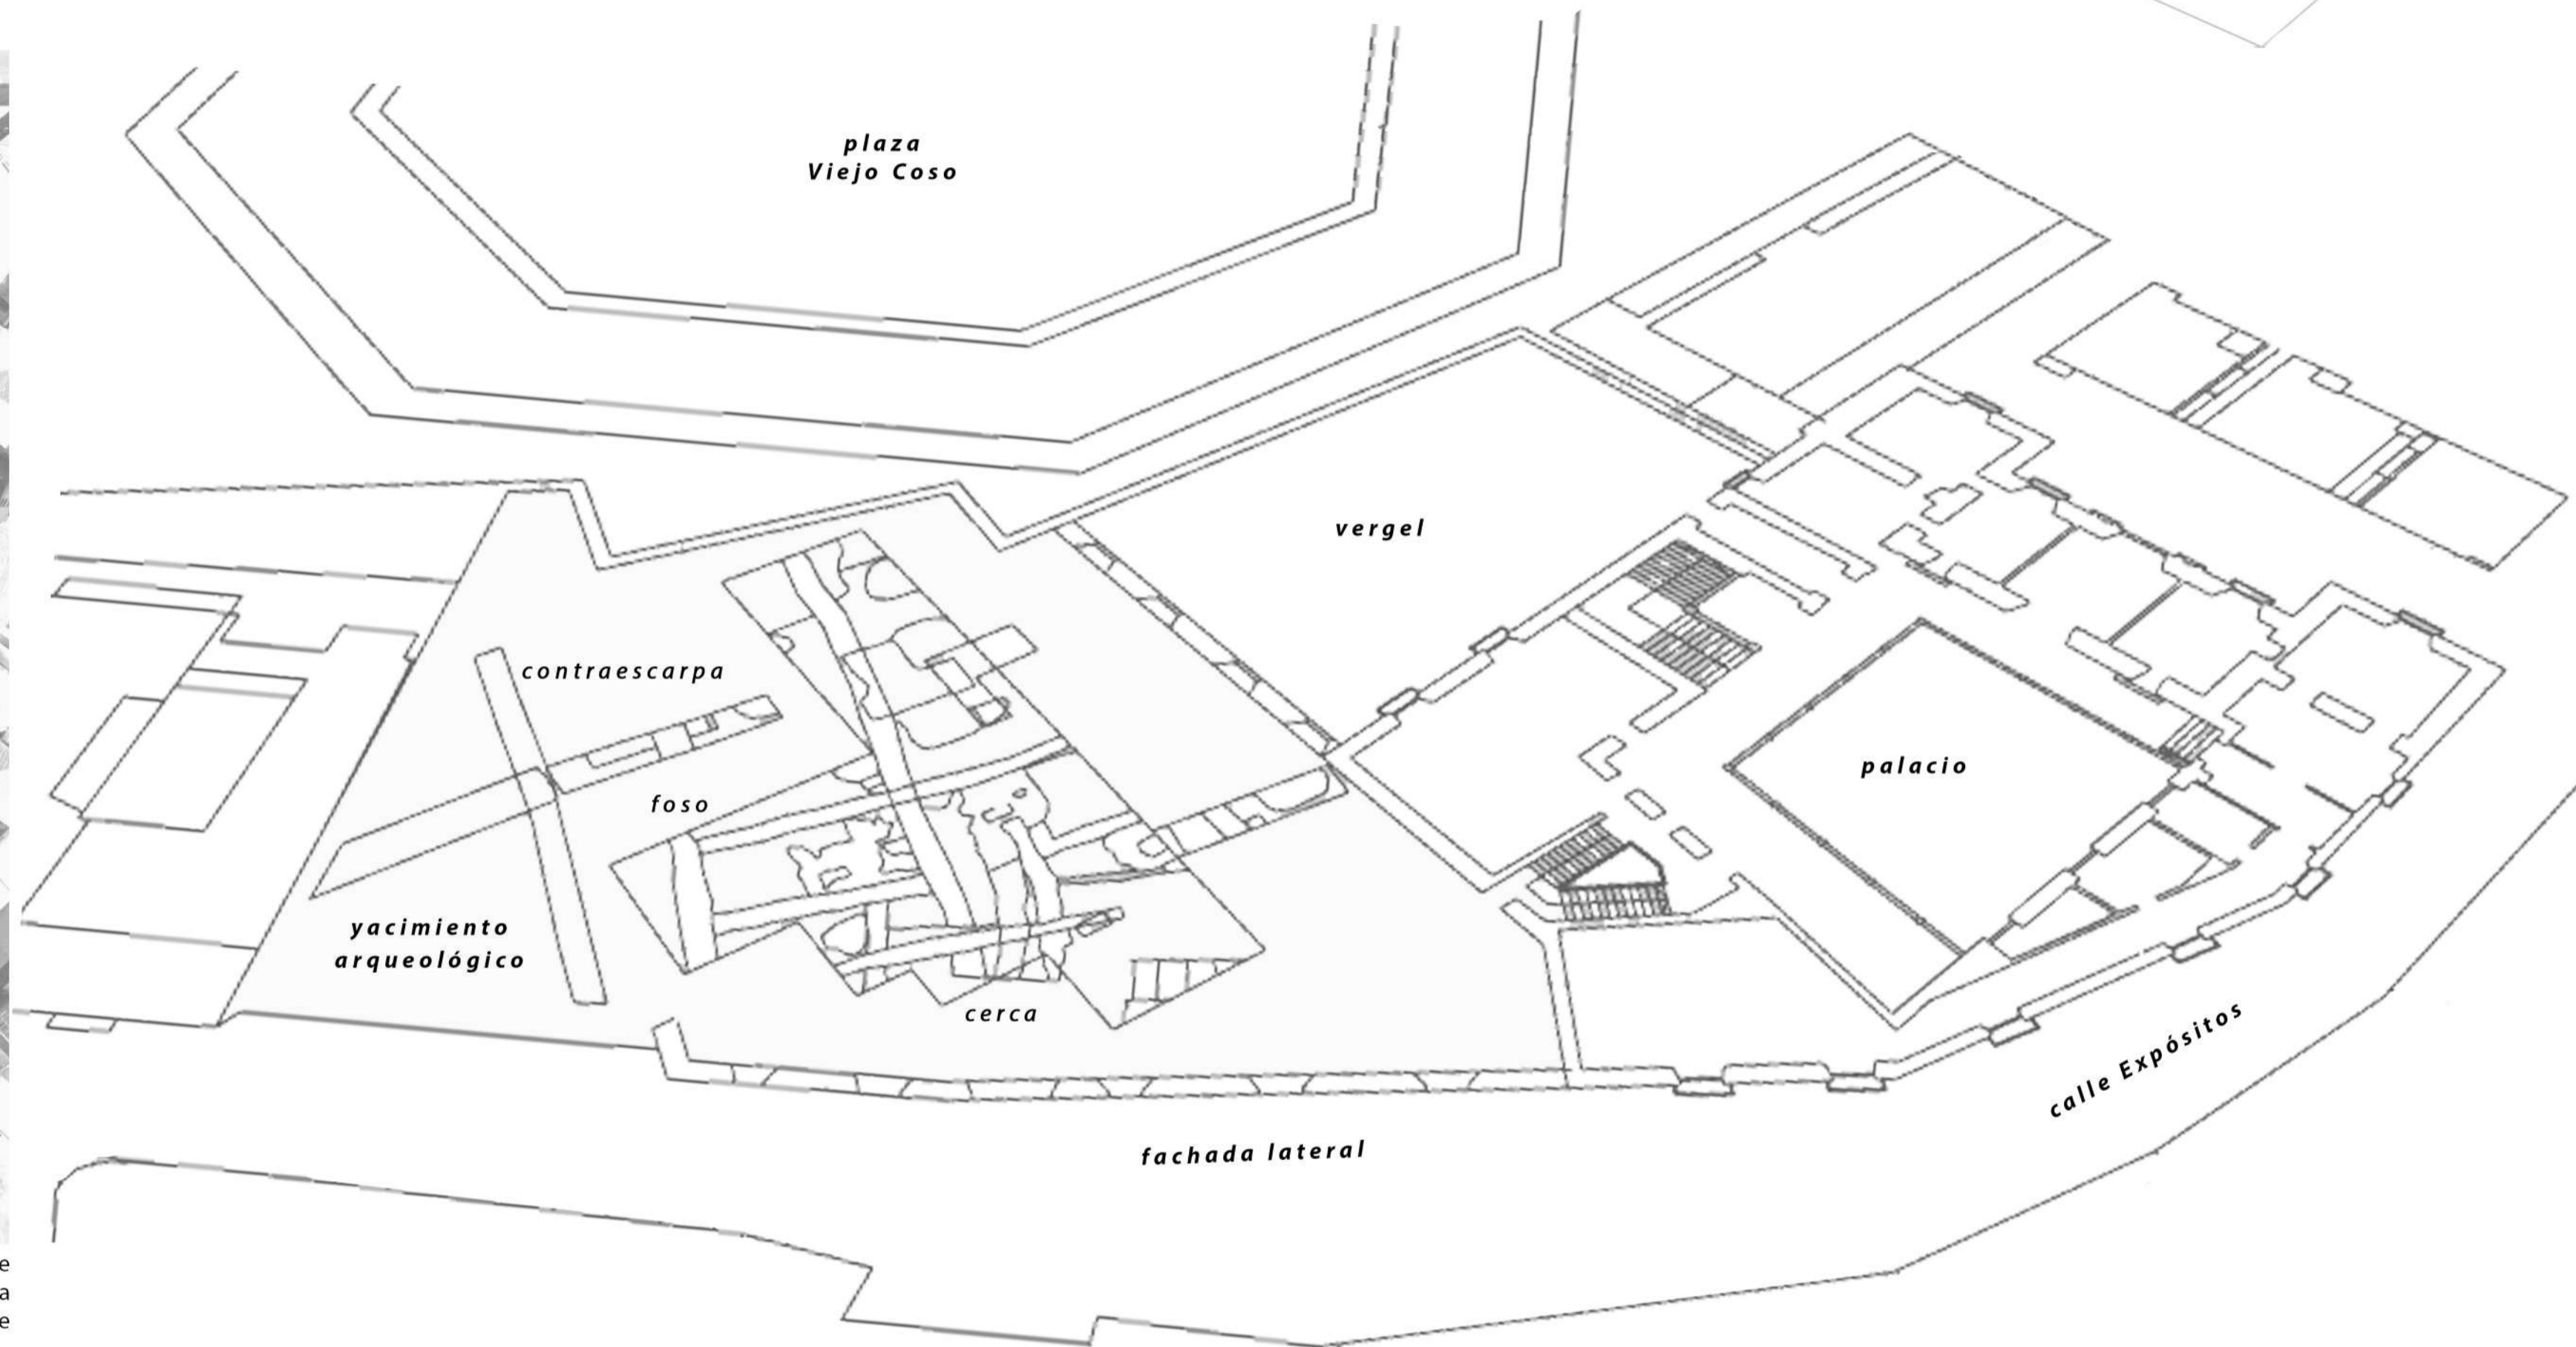 plaza
Viejo Coso
vergel
contraescarpa
palacio
foso
yacimiento
arqueológico
cerca
calle Expósitos
fachada lateral
e
a
e